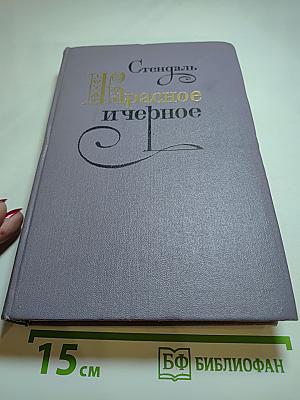 Стендаль
Красное
и черное
15 см
БФ БИБЛИОФАН